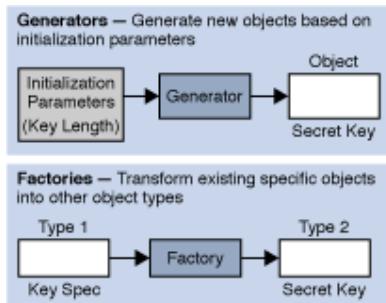 Generators — Generate new objects based on
initialization parameters
Object
Initialization
Parameters
(Key Length)
Generator
Secret Key
Factories — Transform existing specific objects
into other object types
Type 1
Type 2
Factory
Key Spec
Secret Key